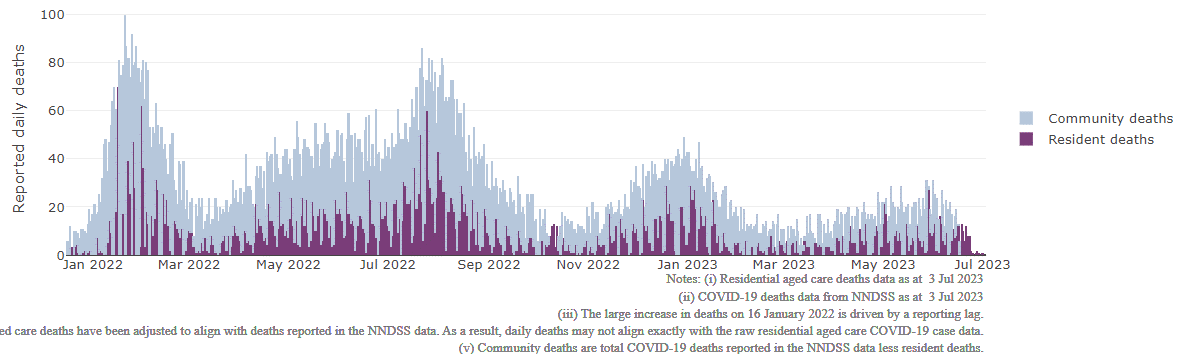 Reported daily deaths
100
80
60
40
20
0
Jan 2022 Mar 2022 May 2022 Jul 2022 Sep 2022 Nov 2022 Jan 2023 Mar 2023 May 2023 Jul 2023
Community deaths
Resident deaths
Notes: (i) Residential aged care deaths data as at 3 Jul 2023
(ii) COVID-19 deaths data from NNDSS as at 3 Jul 2023
(iii) The large increase in deaths on 16 January 2022 is driven by a reporting lag.
care deaths have been adjusted to align with deaths reported in the NNDSS data. As a result, daily deaths may not align exactly with the raw residential aged care COVID-19 case data.
(v) Community deaths are total COVID-19 deaths reported in the NNDSS data less resident deaths.